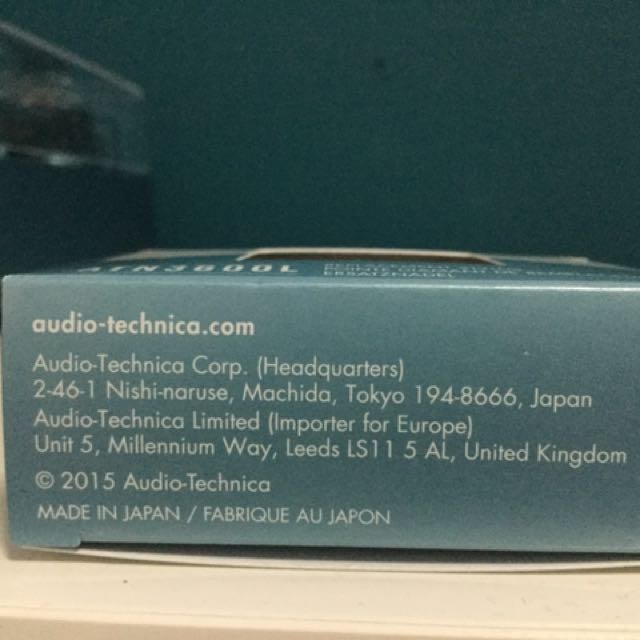 ATN3600L
audio-technica.com
Audio-Technica Corp. (Headquarters)
2-46-1 Nishi-naruse, Machida, Tokyo 194-8666, Japan
Audio-Technica Limited (Importer for Europe)
Unit 5, Millennium Way, Leeds LS11 5 AL, United Kingdom
© 2015 Audio-Technica
MADE IN JAPAN / FABRIQUE AU JAPON